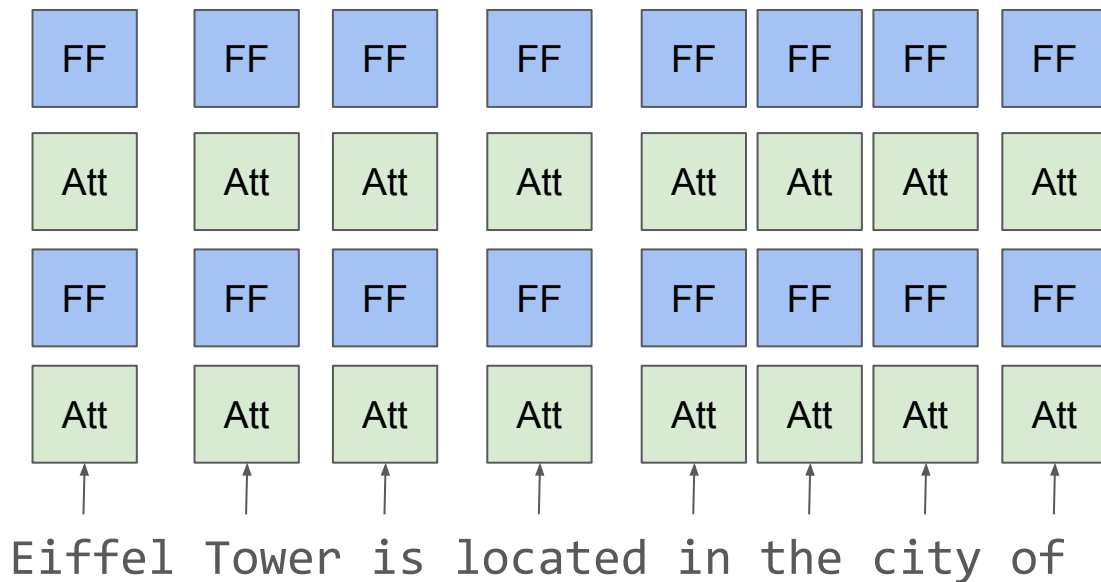 FF FF FF FF FF FF FF FF
Att Att Att Att Att Att Att Att
FF FF FF FF FF FF FF FF
Att Att Att Att Att Att Att Att
Eiffel Tower is located in the city of